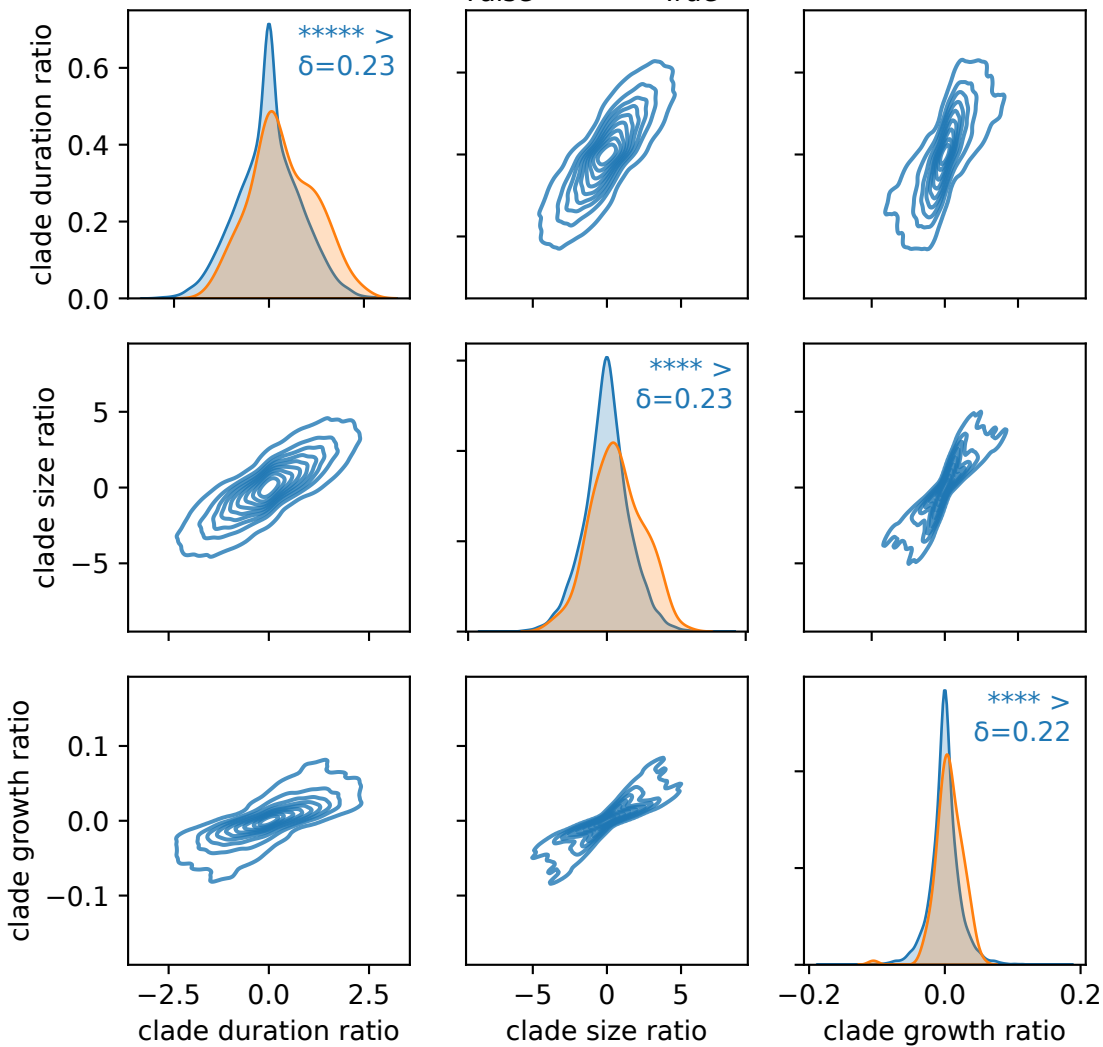 clade duration ratio
0.6
0.4
0.2
0.0
***** >
δ=0.23
clade size ratio
5
0
−5
**** >
δ=0.23
clade growth ratio
0.1
0.0
−0.1
**** >
δ=0.22
−2.5 0.0 2.5
−5 0 5
−0.2 0.0 0.2
clade duration ratio
clade size ratio
clade growth ratio